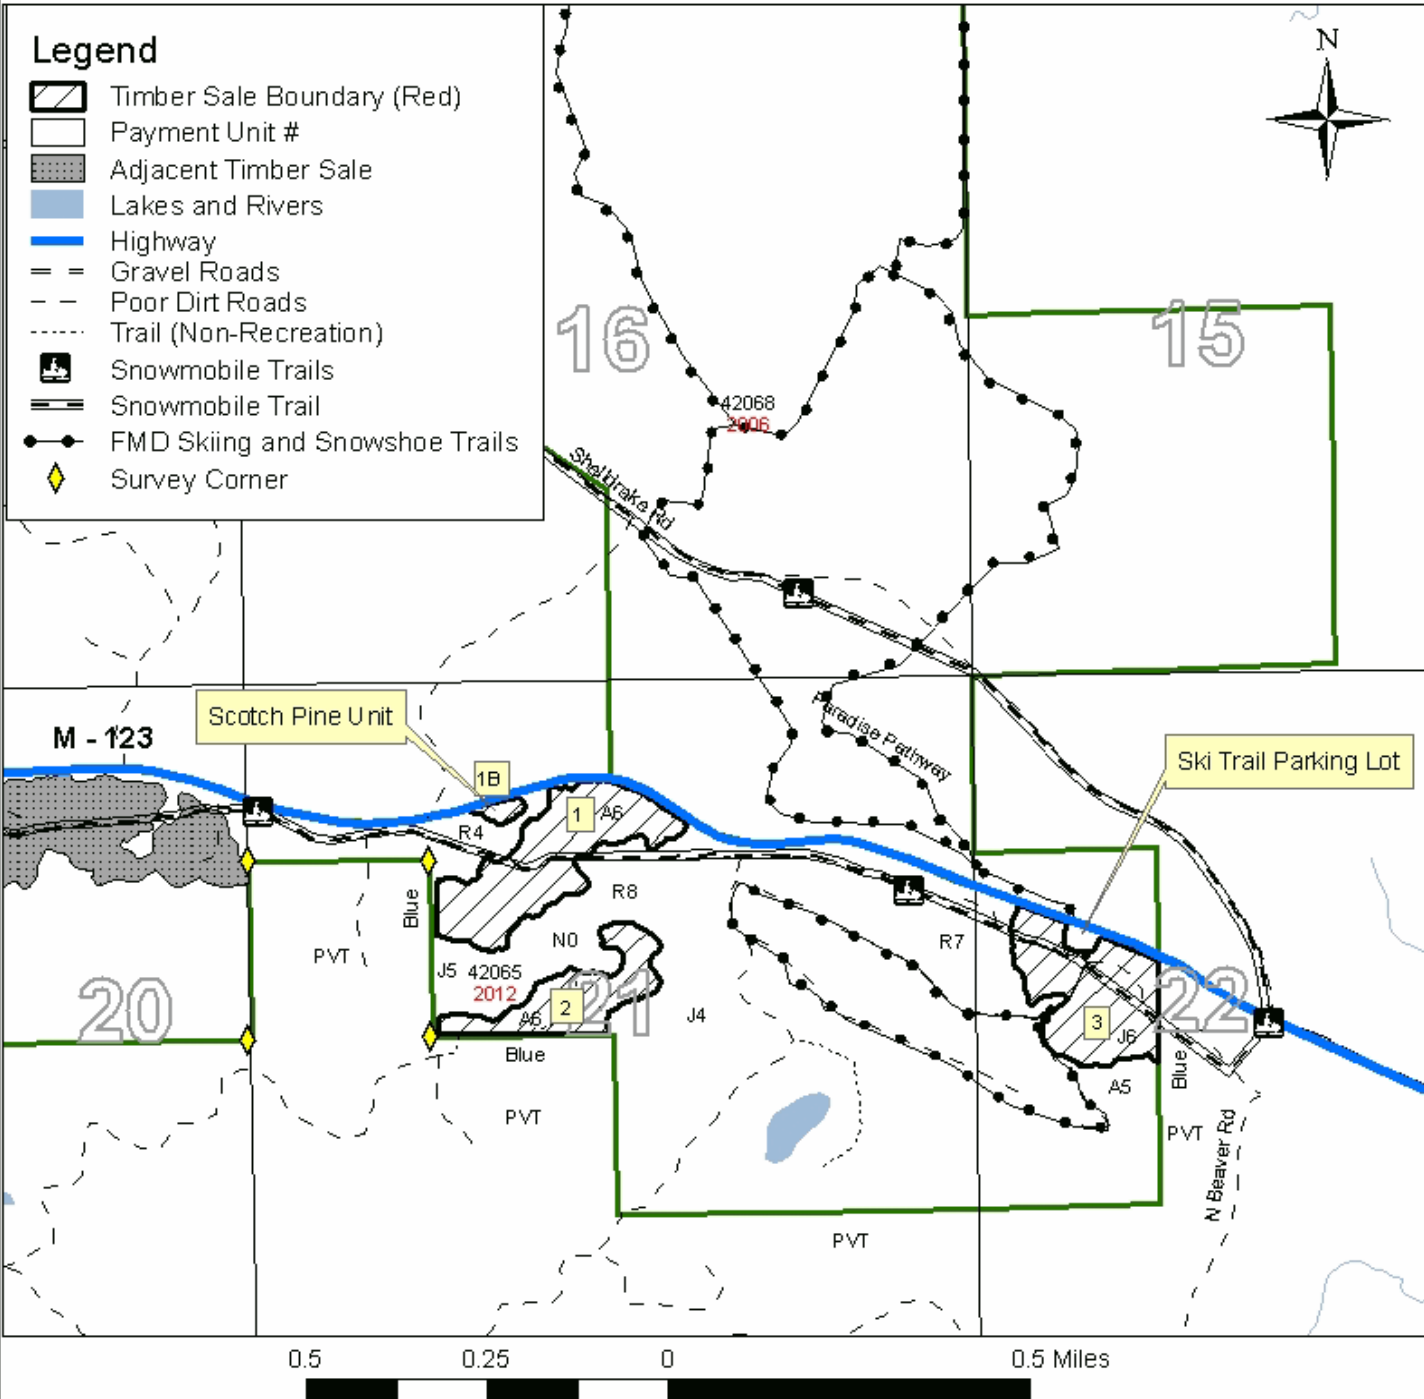 Legend
Timber Sale Boundary (Red)
Payment Unit #
Adjacent Timber Sale
Lakes and Rivers
Highway
Gravel Roads
Poor Dirt Roads
Trail (Non-Recreation)
Snowmobile Trails
Snowmobile Trail
FMD Skiing and Snowshoe Trails
Survey Corner
N
16
15
42068
2006
Sheldrake Rd
Scotch Pine Unit
M - 123
Paradise Pathway
Ski Trail Parking Lot
1B
1
A6
R4
R8
Blue
N0
R7
PVT
J5
42065
2012
20
21
22
2
A6
J4
3
J6
Blue
Blue
A5
PVT
PVT
N Beaver Rd
PVT
0.5
0.25
0
0.5 Miles